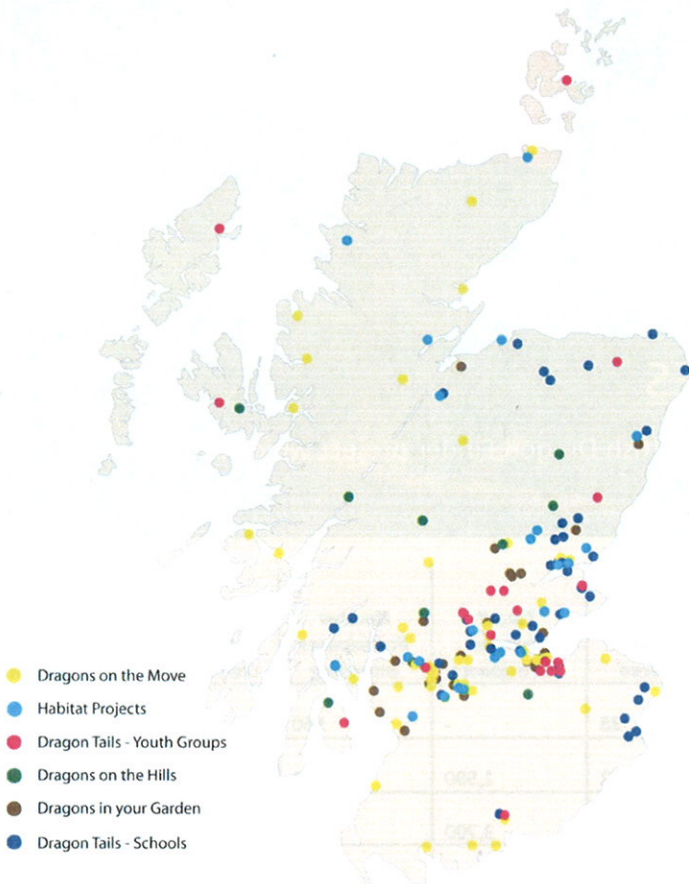 Dragons on the Move
Habitat Projects
Dragon Tails - Youth Groups
Dragons on the Hills
Dragons in your Garden
Dragon Tails - Schools